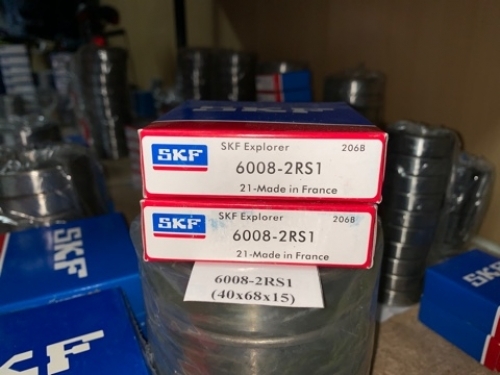 SKF
SKF Explorer 206B
6008-2RS1
21-Made in France
SKF
SKF Explorer 206B
6008-2RS1
21-Made in France
6008-2RS1
(40x68x15)
SKF
SKF